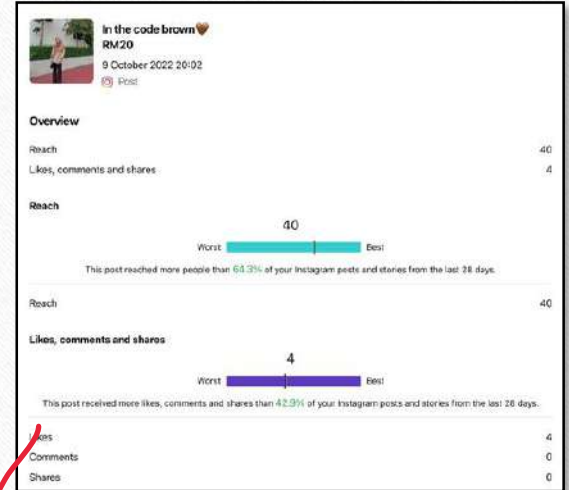 In the code brown🤎
RM20
9 October 2022 20:02
Post
Overview
Reach 40
Likes, comments and shares 4
Reach
40
Worst Best
This post reached more people than 64.3% of your Instagram posts and stories from the last 28 days.
Reach 40
Likes, comments and shares
4
Worst Best
This post received more likes, comments and shares than 42.9% of your Instagram posts and stories from the last 28 days.
Likes 4
Comments 0
Shares 0